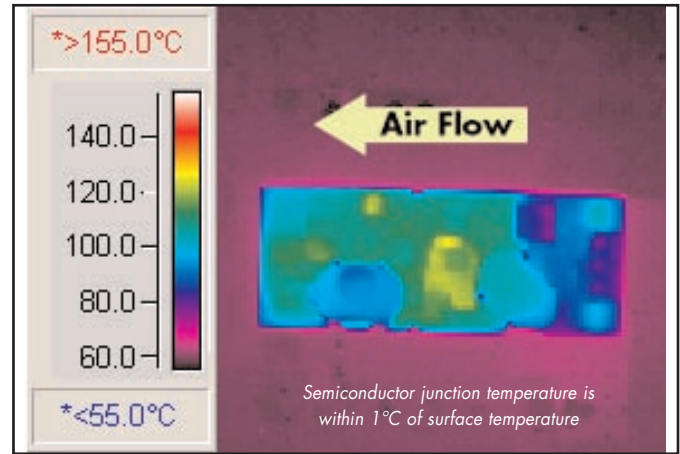 *>155.0°C
140.0
120.0
100.0
80.0
60.0
*<55.0°C
Air Flow
Semiconductor junction temperature is
within 1°C of surface temperature